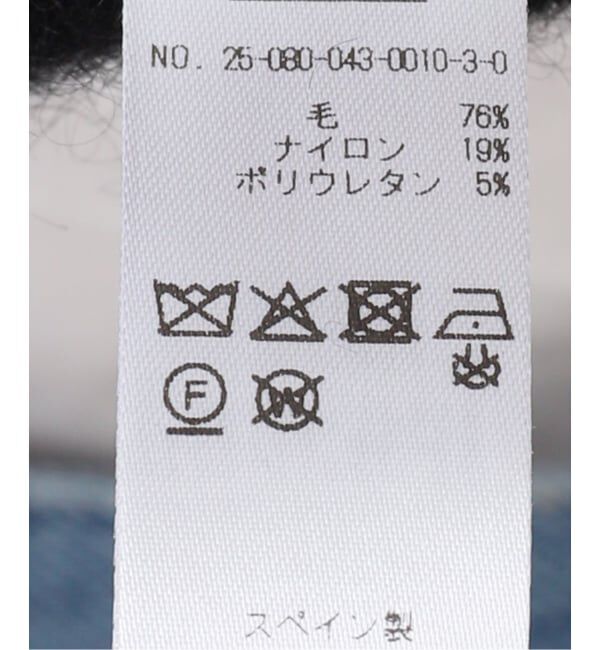 NO. 25-080-043-0010-3-0
毛 76%
ナイロン 19%
ポリウレタン 5%
F
W
スペイン製